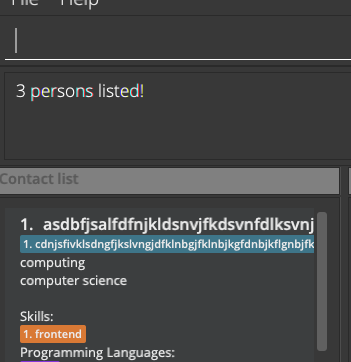 File Help
3 persons listed!
Contact list
1. asdbfjsalfdfnjkldsnvjfkdsvnfdlksvnj
1. cdnjsfivklsdngfjkslvngjdfklnbgjfklnbjkgfdnbjkflgnbjfk
computing
computer science
Skills:
1. frontend
Programming Languages: